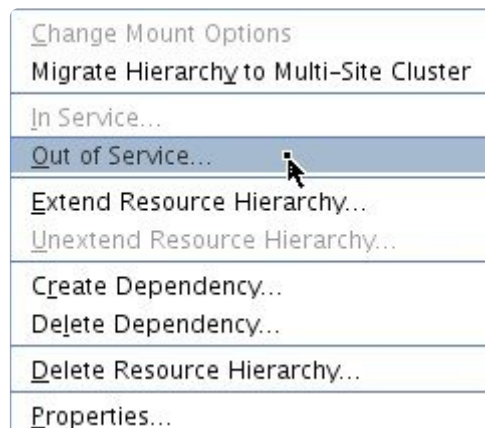 Change Mount Options
Migrate Hierarchy to Multi-Site Cluster
In Service...
Out of Service...
Extend Resource Hierarchy...
Unextend Resource Hierarchy...
Create Dependency...
Delete Dependency...
Delete Resource Hierarchy...
Properties...